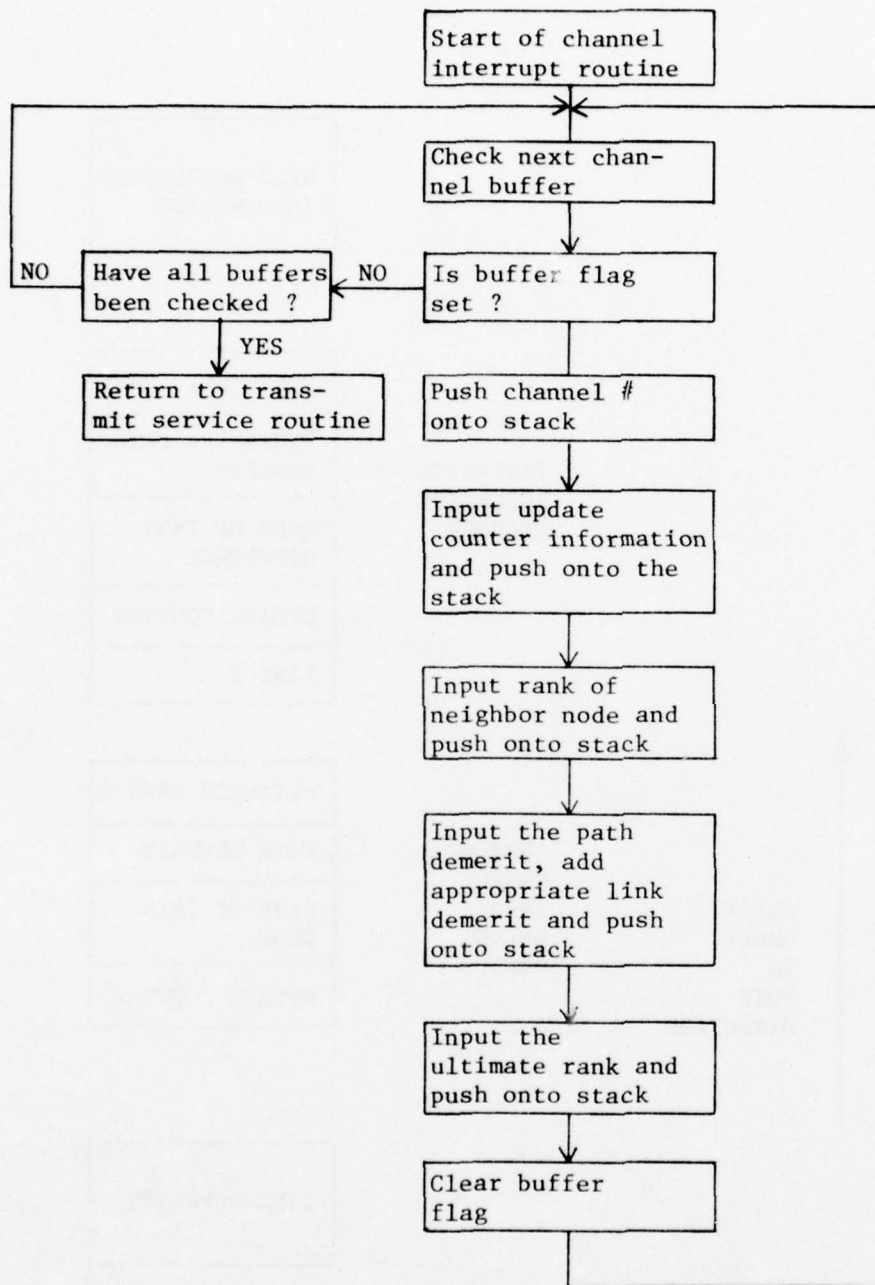 Start of channel
interrupt routine
Check next chan-
nel buffer
NO
Have all buffers
been checked ?
NO
Is buffer flag
set ?
YES
Return to trans-
mit service routine
Push channel #
onto stack
Input update
counter information
and push onto the
stack
Input rank of
neighbor node and
push onto stack
Input the path
demerit, add
appropriate link
demerit and push
onto stack
Input the
ultimate rank and
push onto stack
Clear buffer
flag